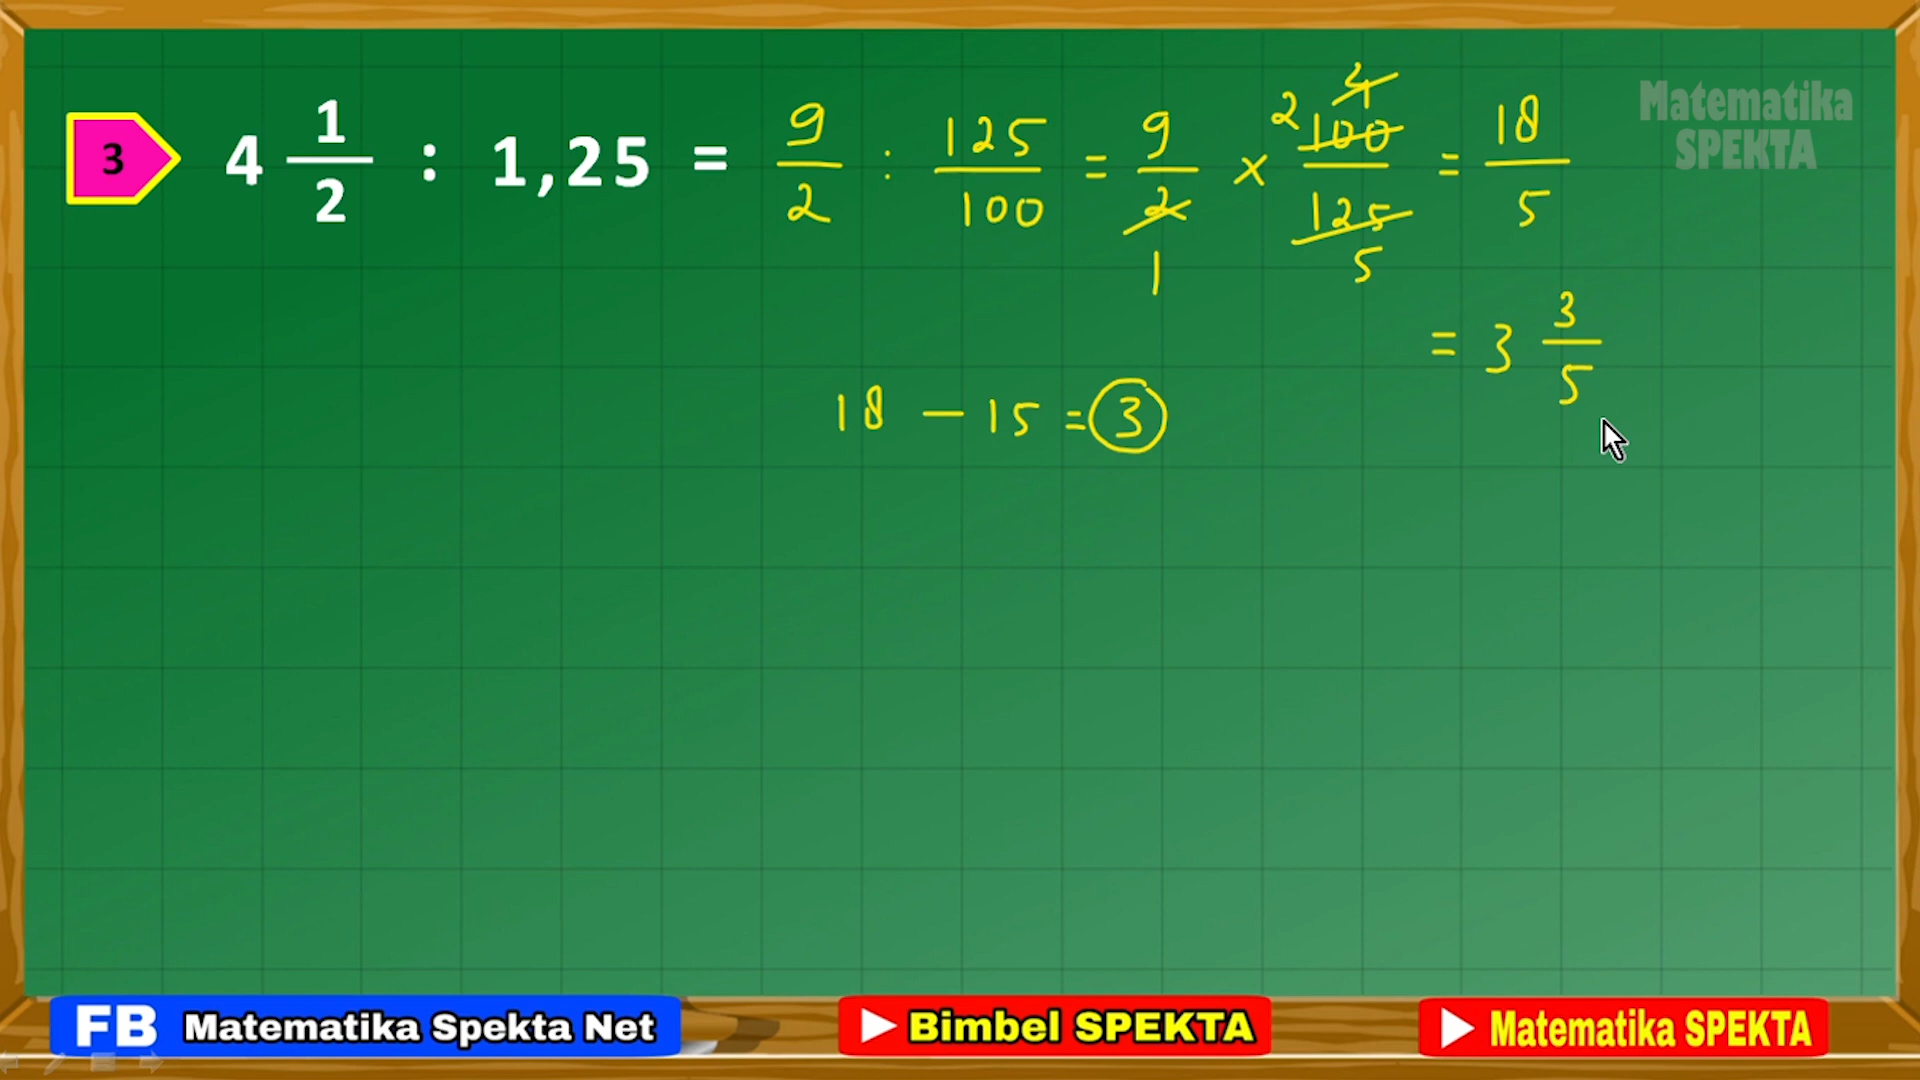 3 4 1/2 : 1,25 = 9/2 : 125/100 = 9/2 × 100/125 = 18/5
4
2
1
5
= 3 3/5
18 - 15 = 3
Matematika
SPEKTA
FB Matematika Spekta Net
Bimbel SPEKTA
Matematika SPEKTA